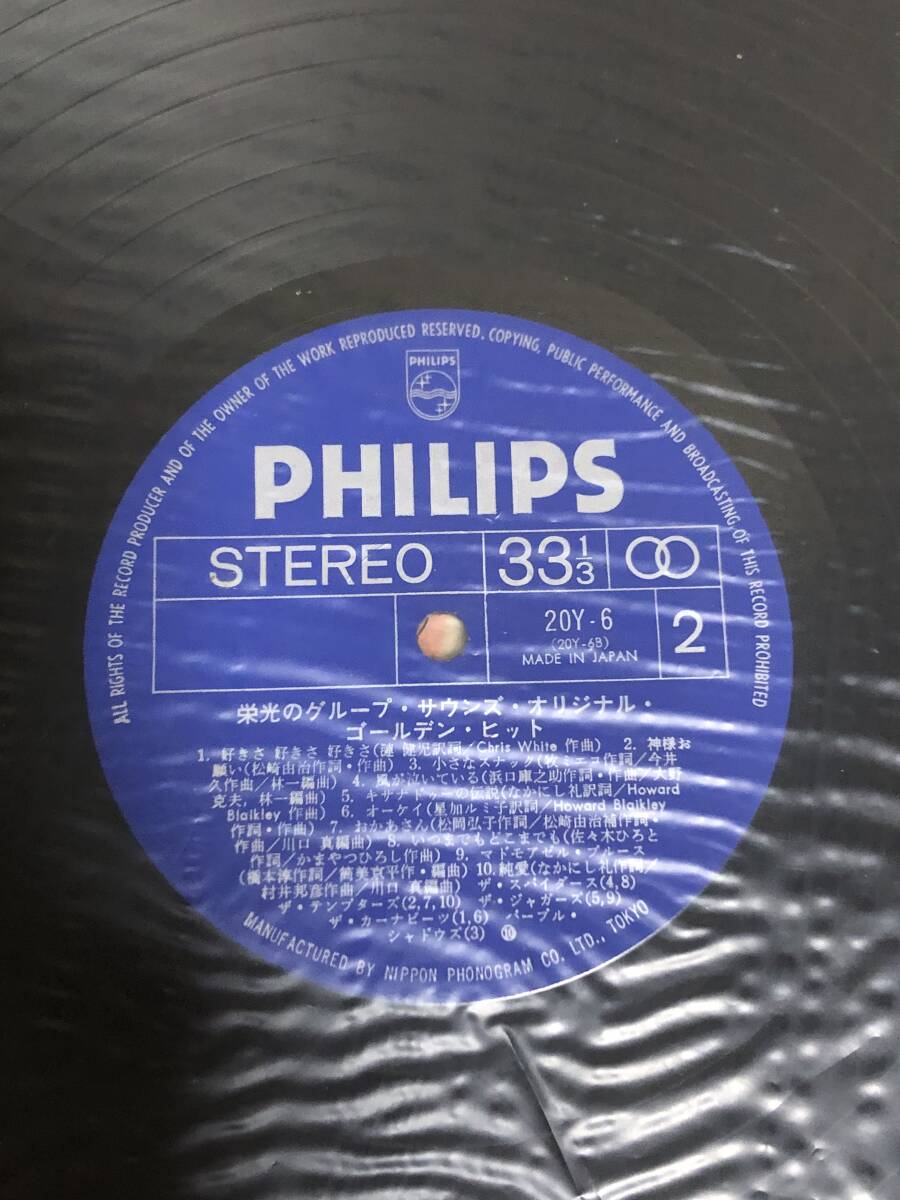 ALL RIGHTS OF THE RECORD PRODUCER AND OF THE OWNER OF THE WORK REPRODUCED RESERVED. COPYING, PUBLIC PERFORMANCE AND BROADCASTING OF THIS RECORD PROHIBITED
PHILIPS
PHILIPS
STEREO
33 1/3
20Y-6
(20Y-6B)
MADE IN JAPAN
2
栄光のグループ・サウンズ・オリジナル・
ゴールデン・ヒット
1. 好きさ 好きさ 好きさ(漣 健児訳詞/Chris White 作曲) 2. 神様お
願い(松崎由治作詞・作曲) 3. 小さなスナック(牧ミエコ作詞/今井
久作曲/林一編曲) 4. 風が泣いている(浜口庫之助作詞・作曲/大野
克夫,林一編曲) 5. キサナドゥーの伝説(なかにし礼訳詞/Howard
Blaikley 作曲) 6. オーケイ(星加ルミ子訳詞/Howard Blaikley
作詞・作曲) 7. おかあさん(松岡弘子作詞/松崎由治補作詞・
作曲/川口 真編曲) 8. いつまでもどこまでも(佐々木ひろと
作詞/かまやつひろし作曲) 9. マドモアゼル・ブルース
(橋本淳作詞/筒美京平作・編曲) 10. 純愛(なかにし礼作詞/
村井邦彦作曲/川口 真編曲) ザ・スパイダース(4,8)
ザ・テンプターズ(2,7,10) ザ・ジャガーズ(5,9)
ザ・カーナビーツ(1,6) パープル・
シャドウズ(3) ⑩
MANUFACTURED BY NIPPON PHONOGRAM CO. LTD., TOKYO